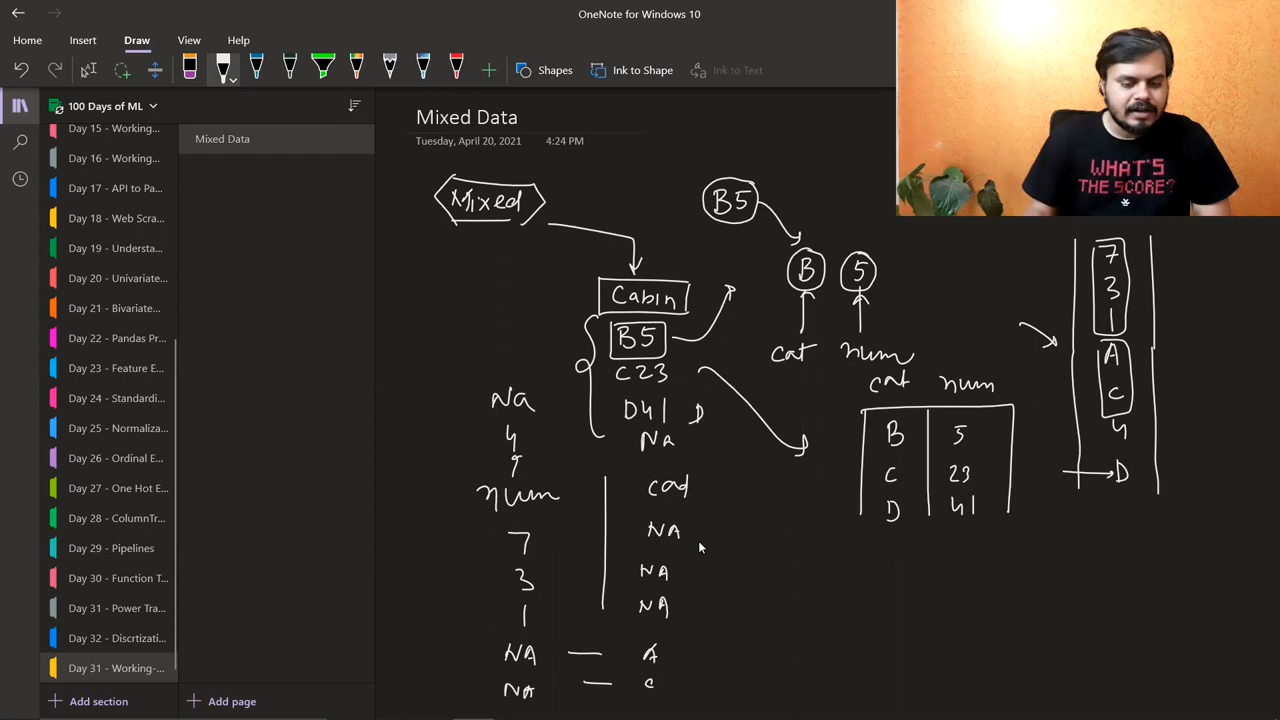 OneNote for Windows 10
Home Insert Draw View Help
Shapes Ink to Shape Ink to Text
100 Days of ML
Day 15 - Working...
Day 16 - Working...
Day 17 - API to Pa...
Day 18 - Web Scra...
Day 19 - Understa...
Day 20 - Univariate...
Day 21 - Bivariate...
Day 22 - Pandas Pr...
Day 23 - Feature E...
Day 24 - Standardi...
Day 25 - Normaliza...
Day 26 - Ordinal E...
Day 27 - One Hot E...
Day 28 - ColumnTr...
Day 29 - Pipelines
Day 30 - Function T...
Day 31 - Power Tra...
Day 32 - Discrtizati...
Day 31 - Working-...
Add section
Mixed Data
Add page
Mixed Data
Tuesday, April 20, 2021 4:24 PM
Mixed
Cabin
B5
C23
D41 D
Na
B5
B 5
cat num
cat num
B 5
C 23
D 41
Na
4
num cat
7 NA
3 NA
1 NA
NA — A
NA — C
7
3
1
A
C
4
D
WHAT'S
THE SCORE?